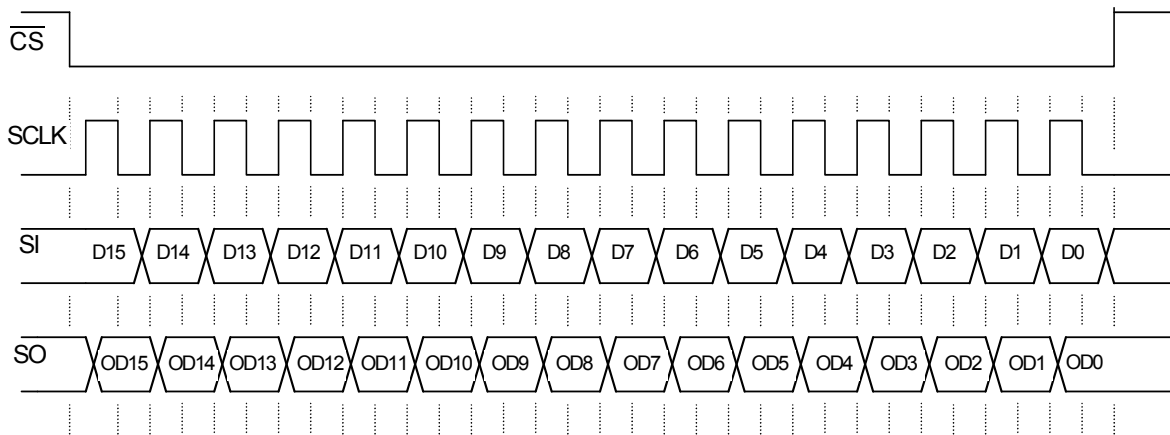 CS
SCLK
SI D15 D14 D13 D12 D11 D10 D9 D8 D7 D6 D5 D4 D3 D2 D1 D0
SO OD15 OD14 OD13 OD12 OD11 OD10 OD9 OD8 OD7 OD6 OD5 OD4 OD3 OD2 OD1 OD0